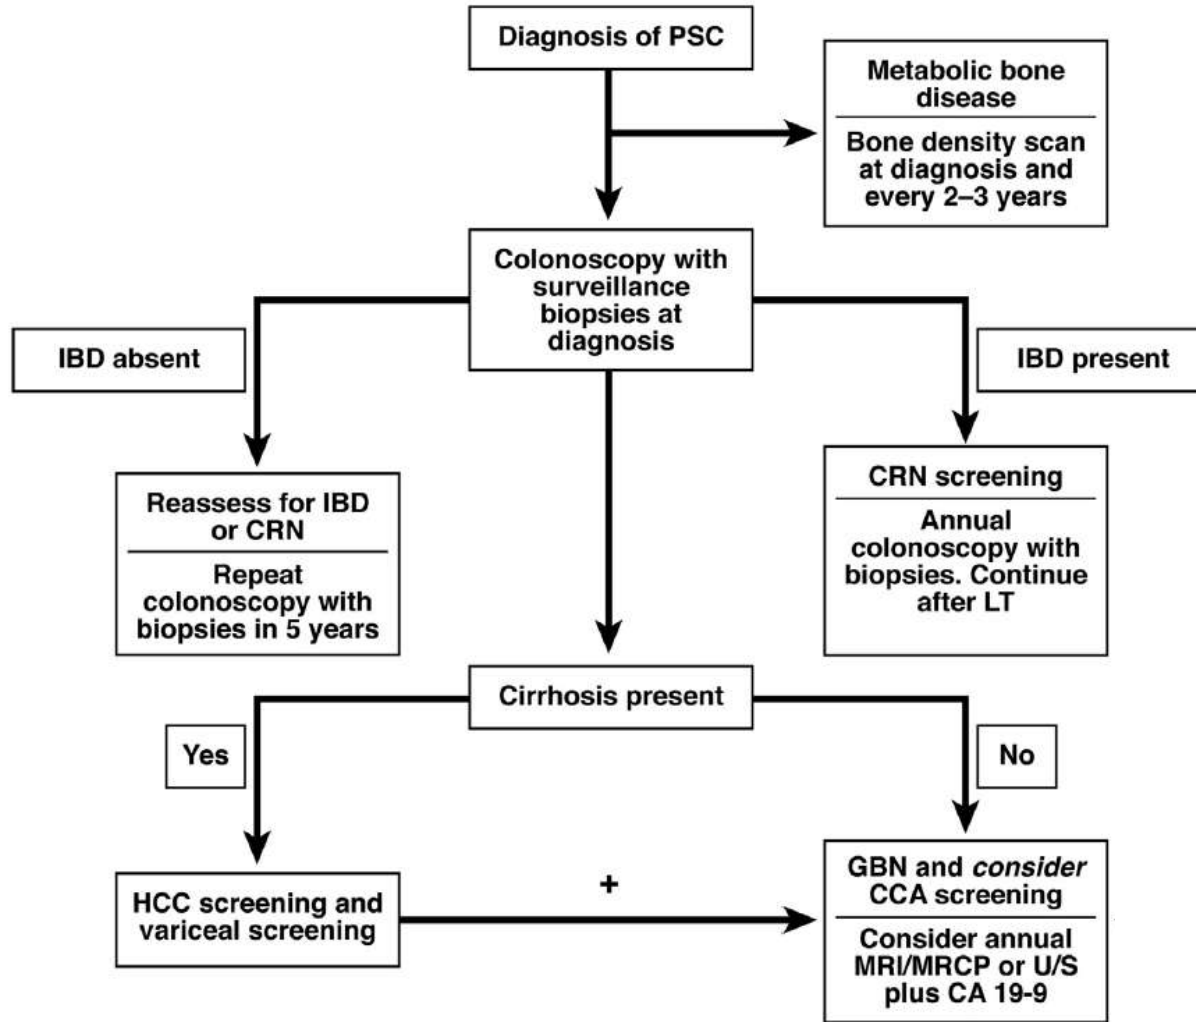 Diagnosis of PSC
Metabolic bone
disease
Bone density scan
at diagnosis and
every 2–3 years
Colonoscopy with
surveillance
biopsies at
diagnosis
IBD absent
IBD present
Reassess for IBD
or CRN
Repeat
colonoscopy with
biopsies in 5 years
CRN screening
Annual
colonoscopy with
biopsies. Continue
after LT
Cirrhosis present
Yes
No
HCC screening and
variceal screening
+
GBN and consider
CCA screening
Consider annual
MRI/MRCP or U/S
plus CA 19-9